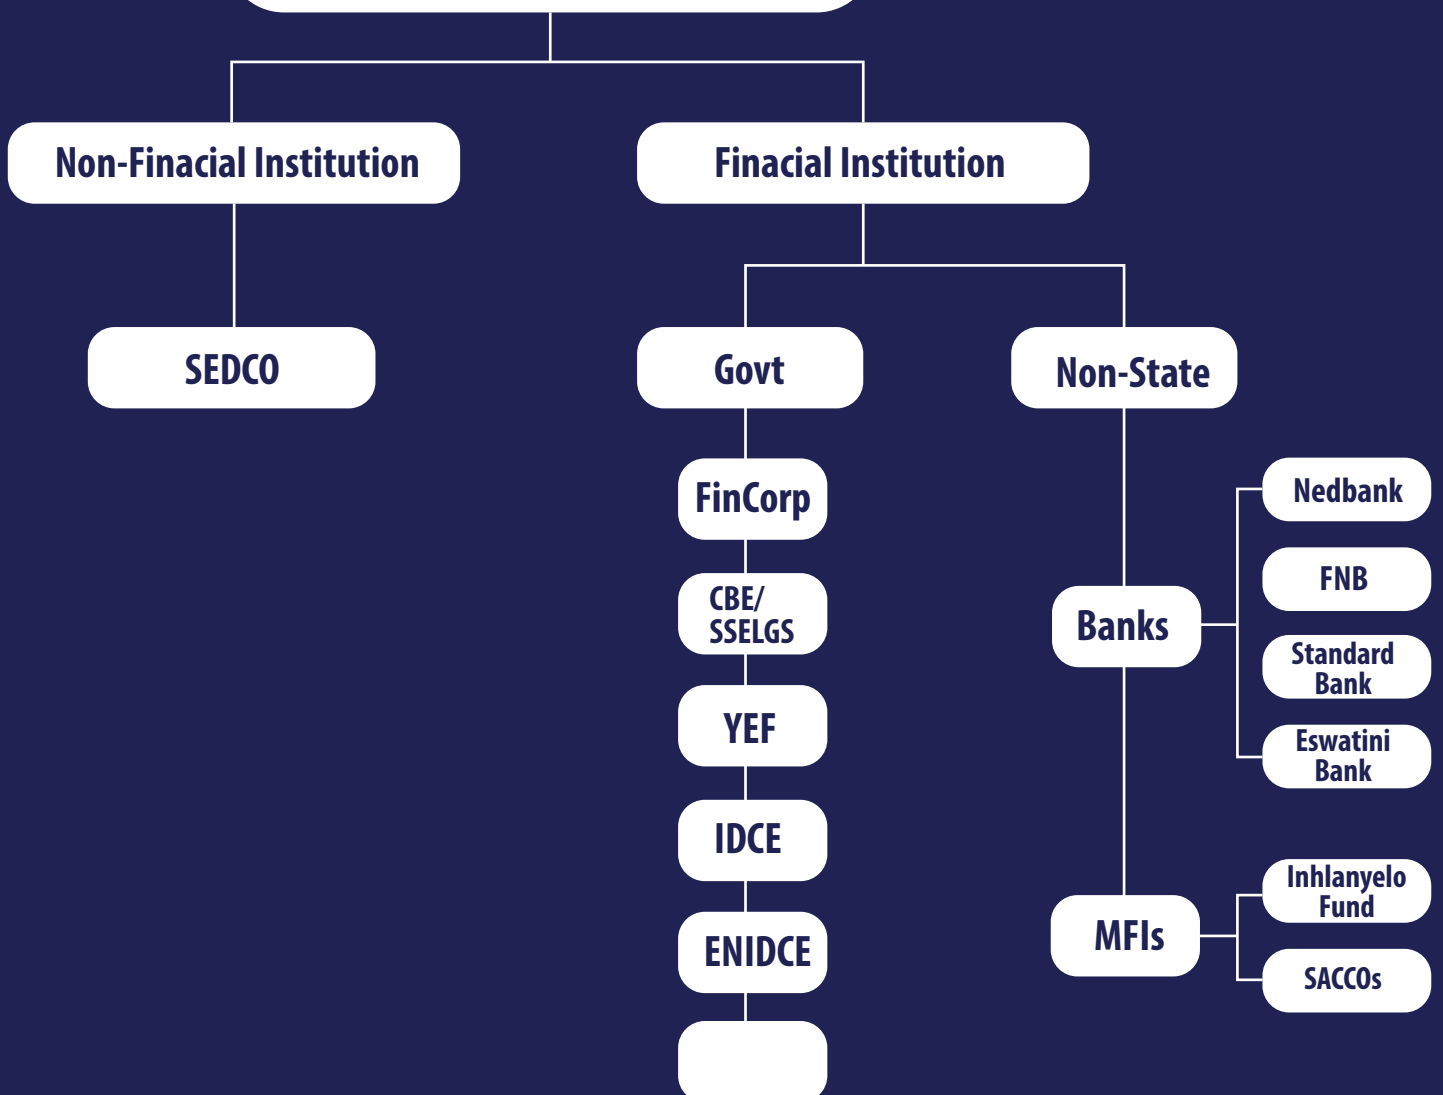 Non-Finacial Institution
Finacial Institution
SEDCO
Govt
Non-State
FinCorp
CBE/
SSELGS
YEF
IDCE
ENIDCE
Banks
Nedbank
FNB
Standard
Bank
Eswatini
Bank
MFIs
Inhlanyelo
Fund
SACCOs